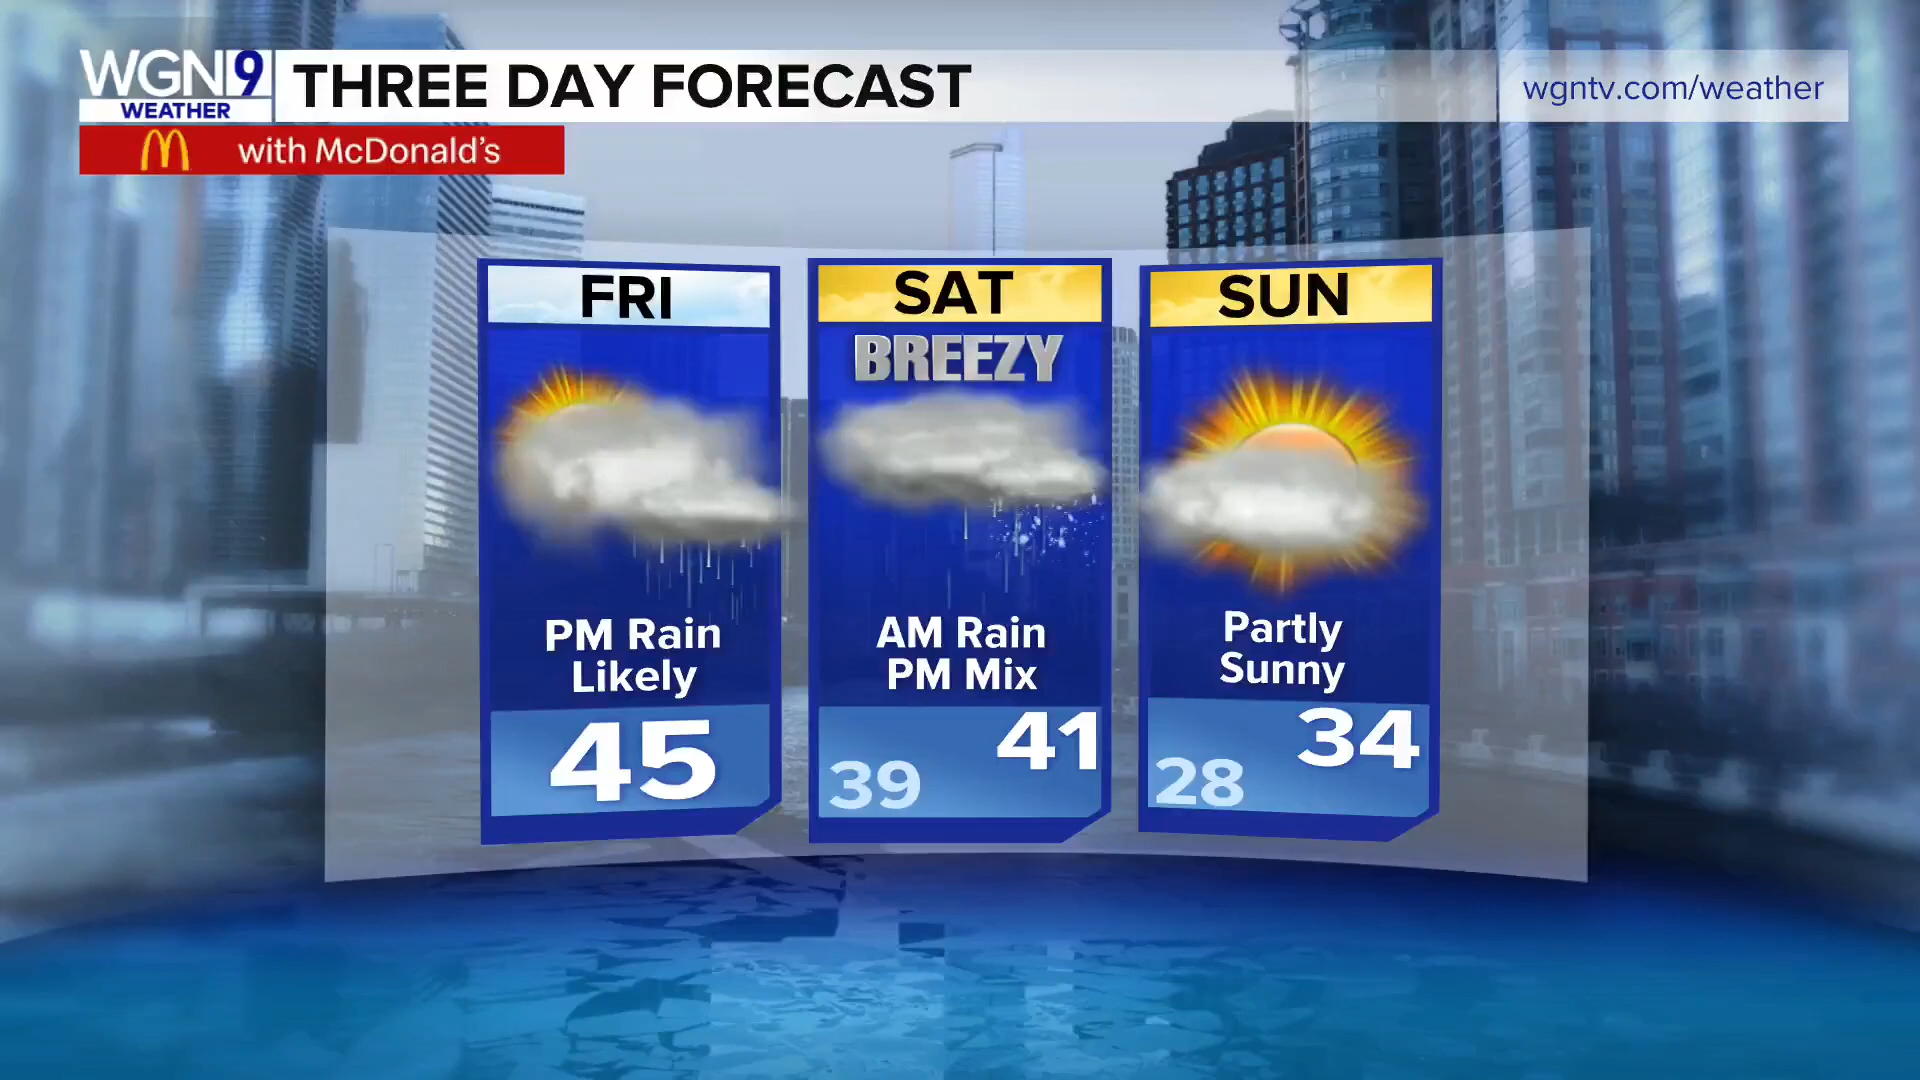 WGN9
WEATHER
THREE DAY FORECAST
wgntv.com/weather
with McDonald's
FRI
PM Rain
Likely
45
SAT
BREEZY
AM Rain
PM Mix
39
41
SUN
Partly
Sunny
28
34